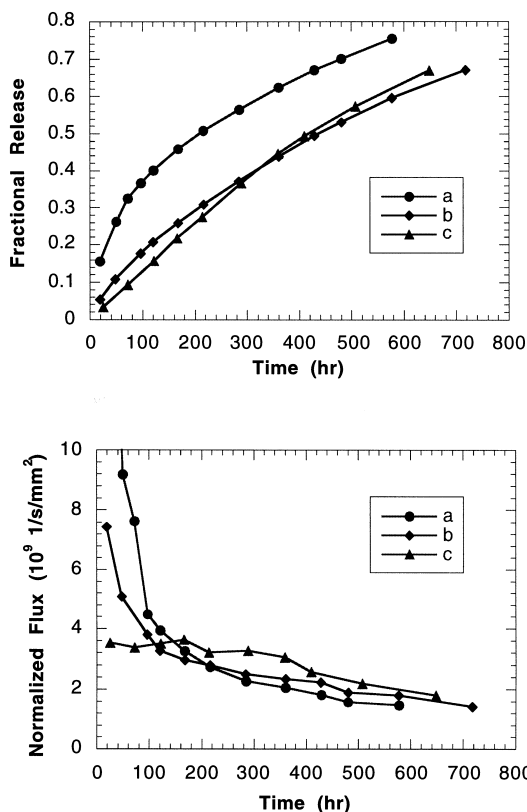 0.8
0.7
0.6
0.5
0.4
0.3
0.2
0.1
0
Fractional Release
a
b
c
0 100 200 300 400 500 600 700 800
Time (hr)
10
8
6
4
2
0
Normalized Flux (10⁹ 1/s/mm²)
a
b
c
0 100 200 300 400 500 600 700 800
Time (hr)